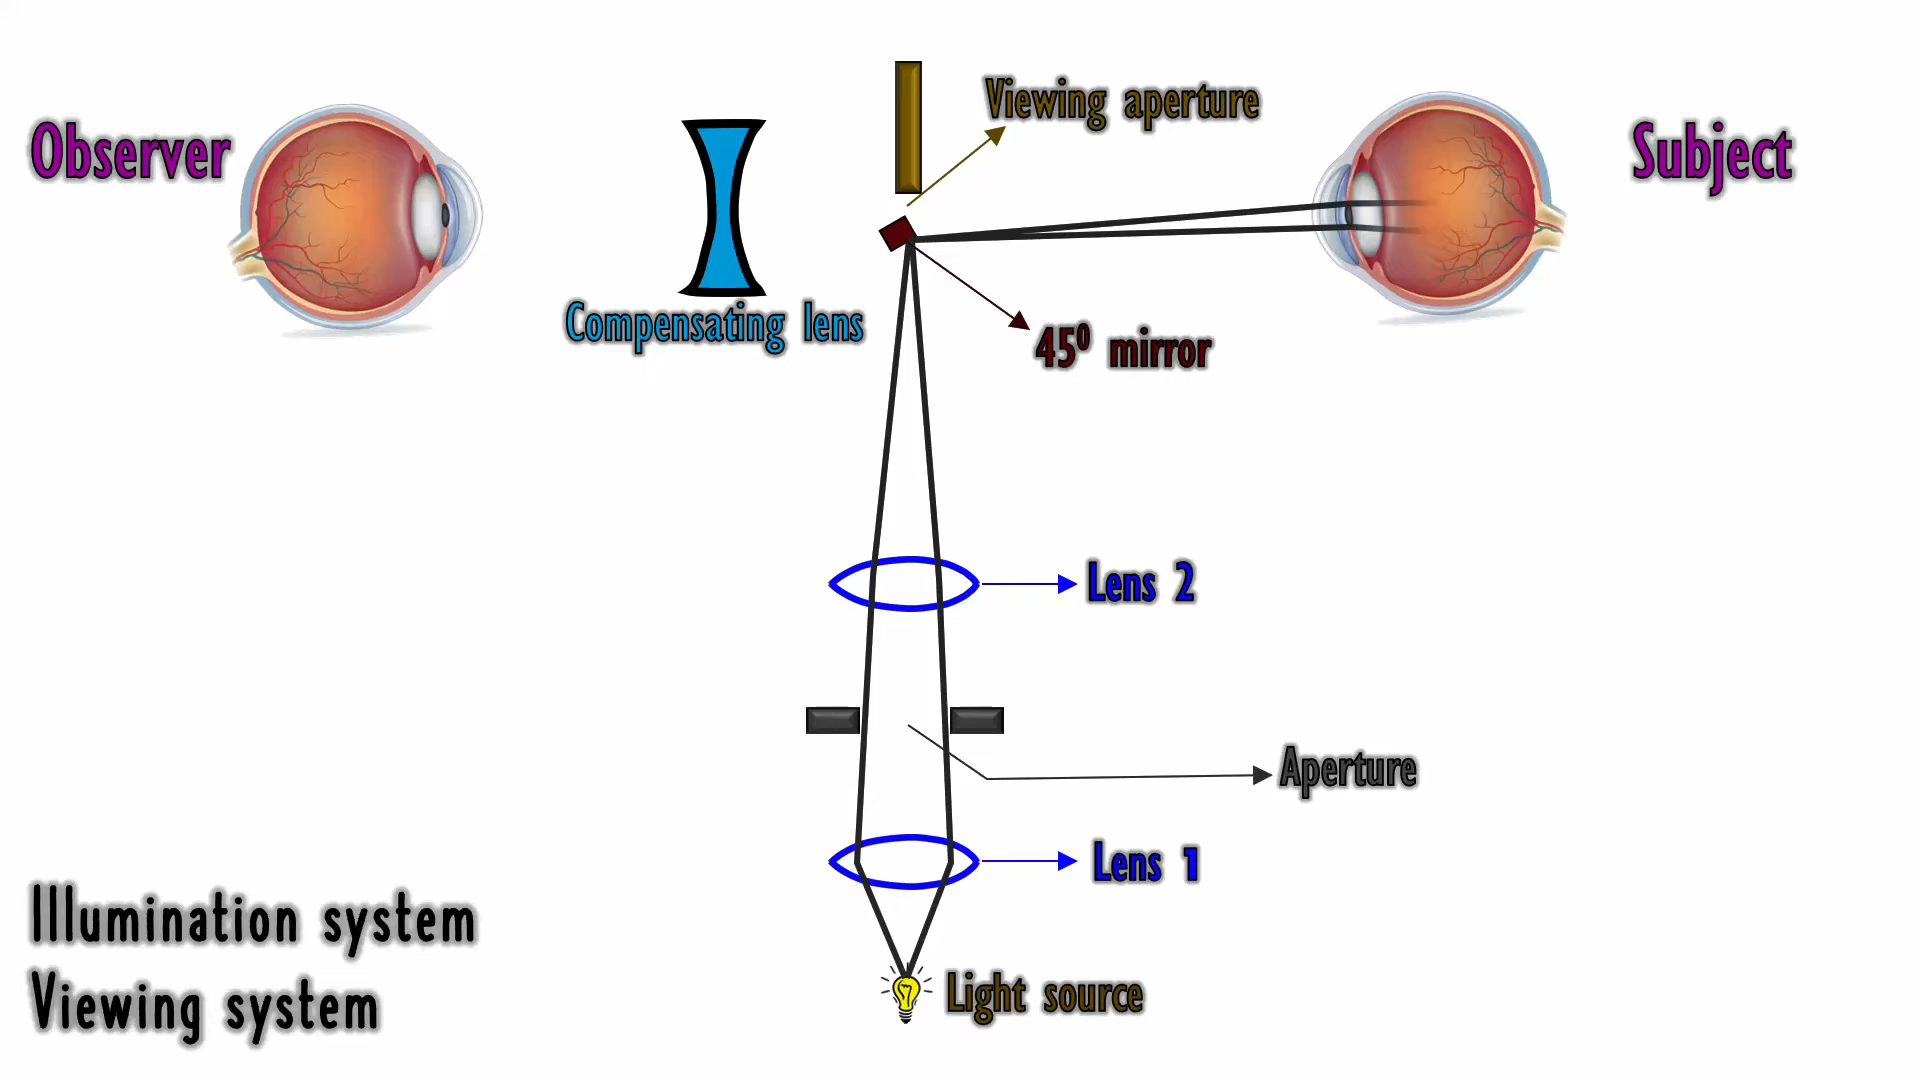 Viewing aperture
Observer
Subject
Compensating lens
45⁰ mirror
Lens 2
Aperture
Lens 1
Illumination system
Viewing system
Light source